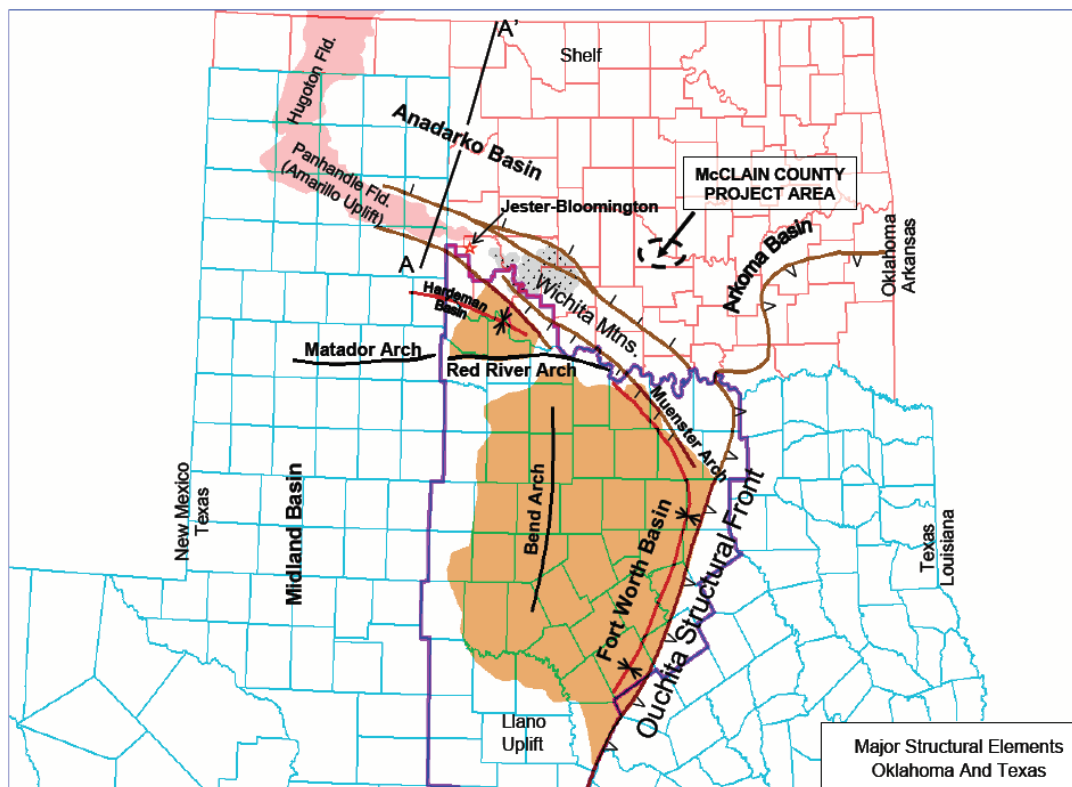 A'
Shelf
Hugoton Fld.
Anadarko Basin
Panhandle Fld.
(Amarillo Uplift)
McCLAIN COUNTY
PROJECT AREA
Jester-Bloomington
Arkoma Basin
Oklahoma
Arkansas
A
Hardeman
Basin
Wichita Mtns.
Matador Arch
Red River Arch
Muenster Arch
New Mexico
Texas
Midland Basin
Bend Arch
Fort Worth Basin
Ouchita Structural Front
Texas
Louisiana
Llano
Uplift
Major Structural Elements
Oklahoma And Texas